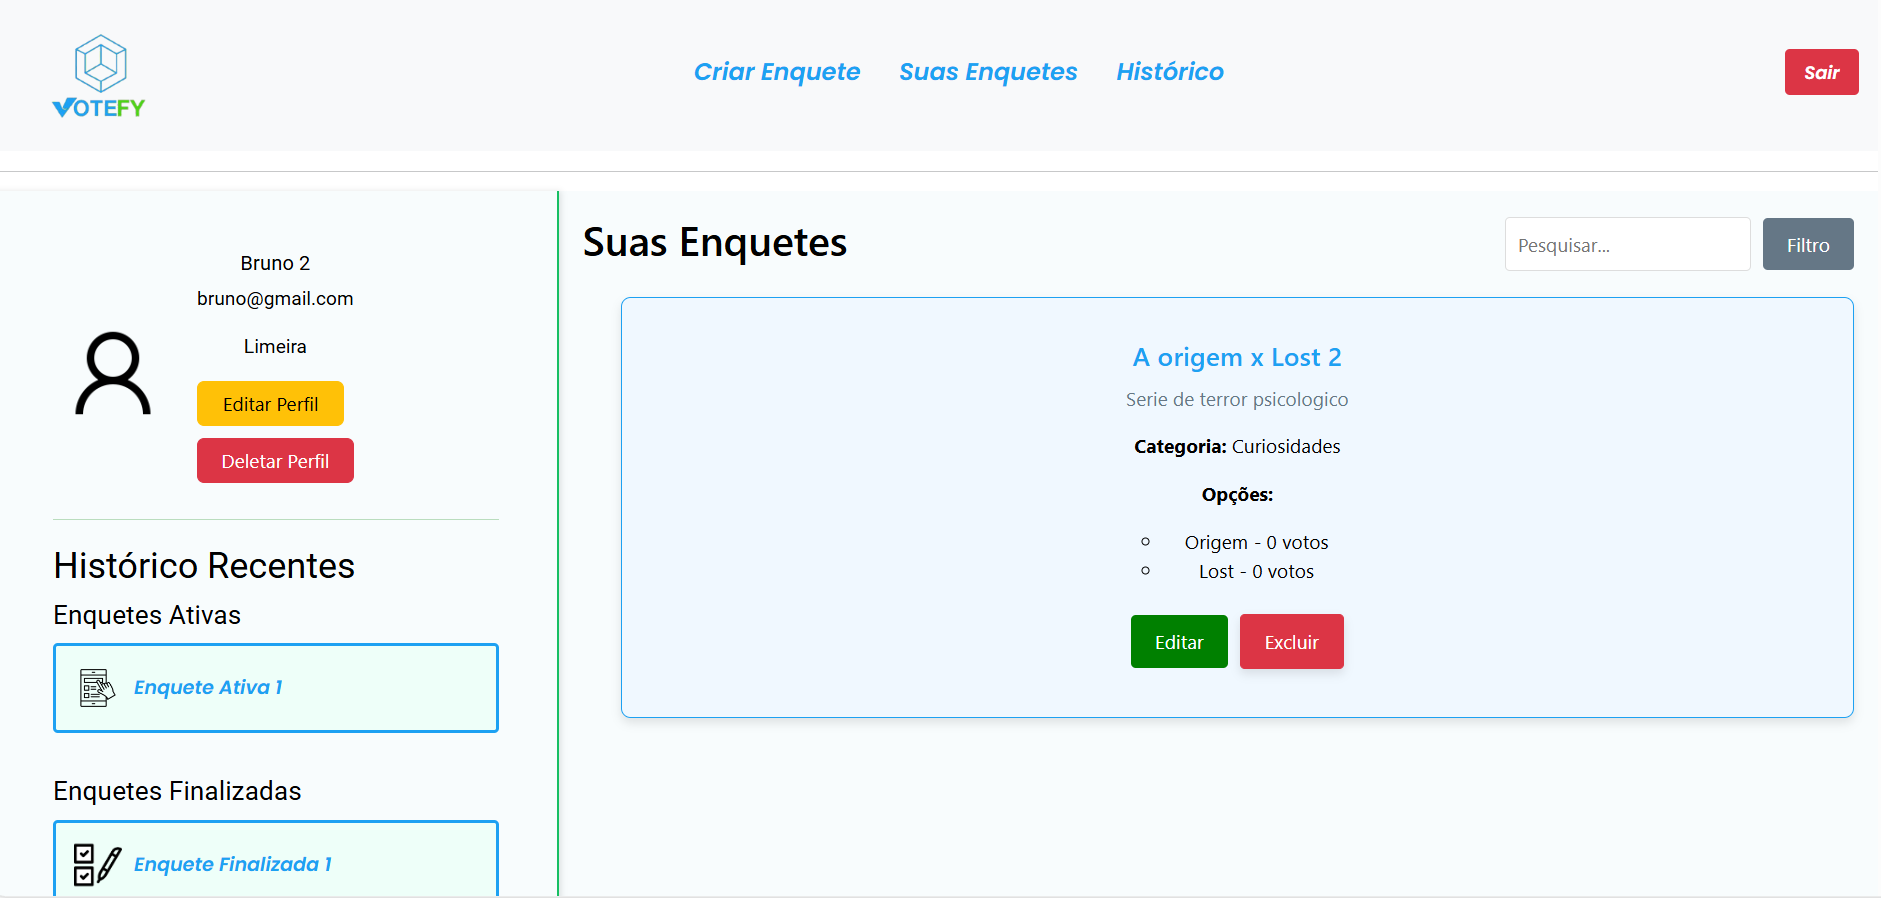 VOTEFY
Criar Enquete
Suas Enquetes
Histórico
Sair
Bruno 2
bruno@gmail.com
Limeira
Editar Perfil
Deletar Perfil
Histórico Recentes
Enquetes Ativas
Enquete Ativa 1
Enquetes Finalizadas
Enquete Finalizada 1
Suas Enquetes
Pesquisar...
Filtro
A origem x Lost 2
Serie de terror psicologico
Categoria: Curiosidades
Opções:
Origem - 0 votos
Lost - 0 votos
Editar
Excluir